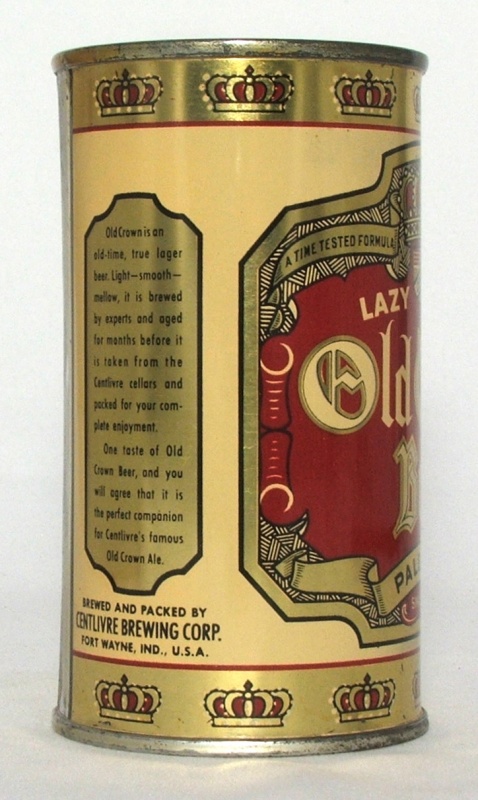 Old Crown is an
old-time, true lager
beer. Light—smooth—
mellow, it is brewed
by experts and aged
for months before it
is taken from the
Centlivre cellars and
packed for your com-
plete enjoyment.
One taste of Old
Crown Beer, and you
will agree that it is
the perfect companion
for Centlivre's famous
Old Crown Ale.
BREWED AND PACKED BY
CENTLIVRE BREWING CORP.
FORT WAYNE, IND., U.S.A.
A TIME TESTED FORMULA
LAZY
Old